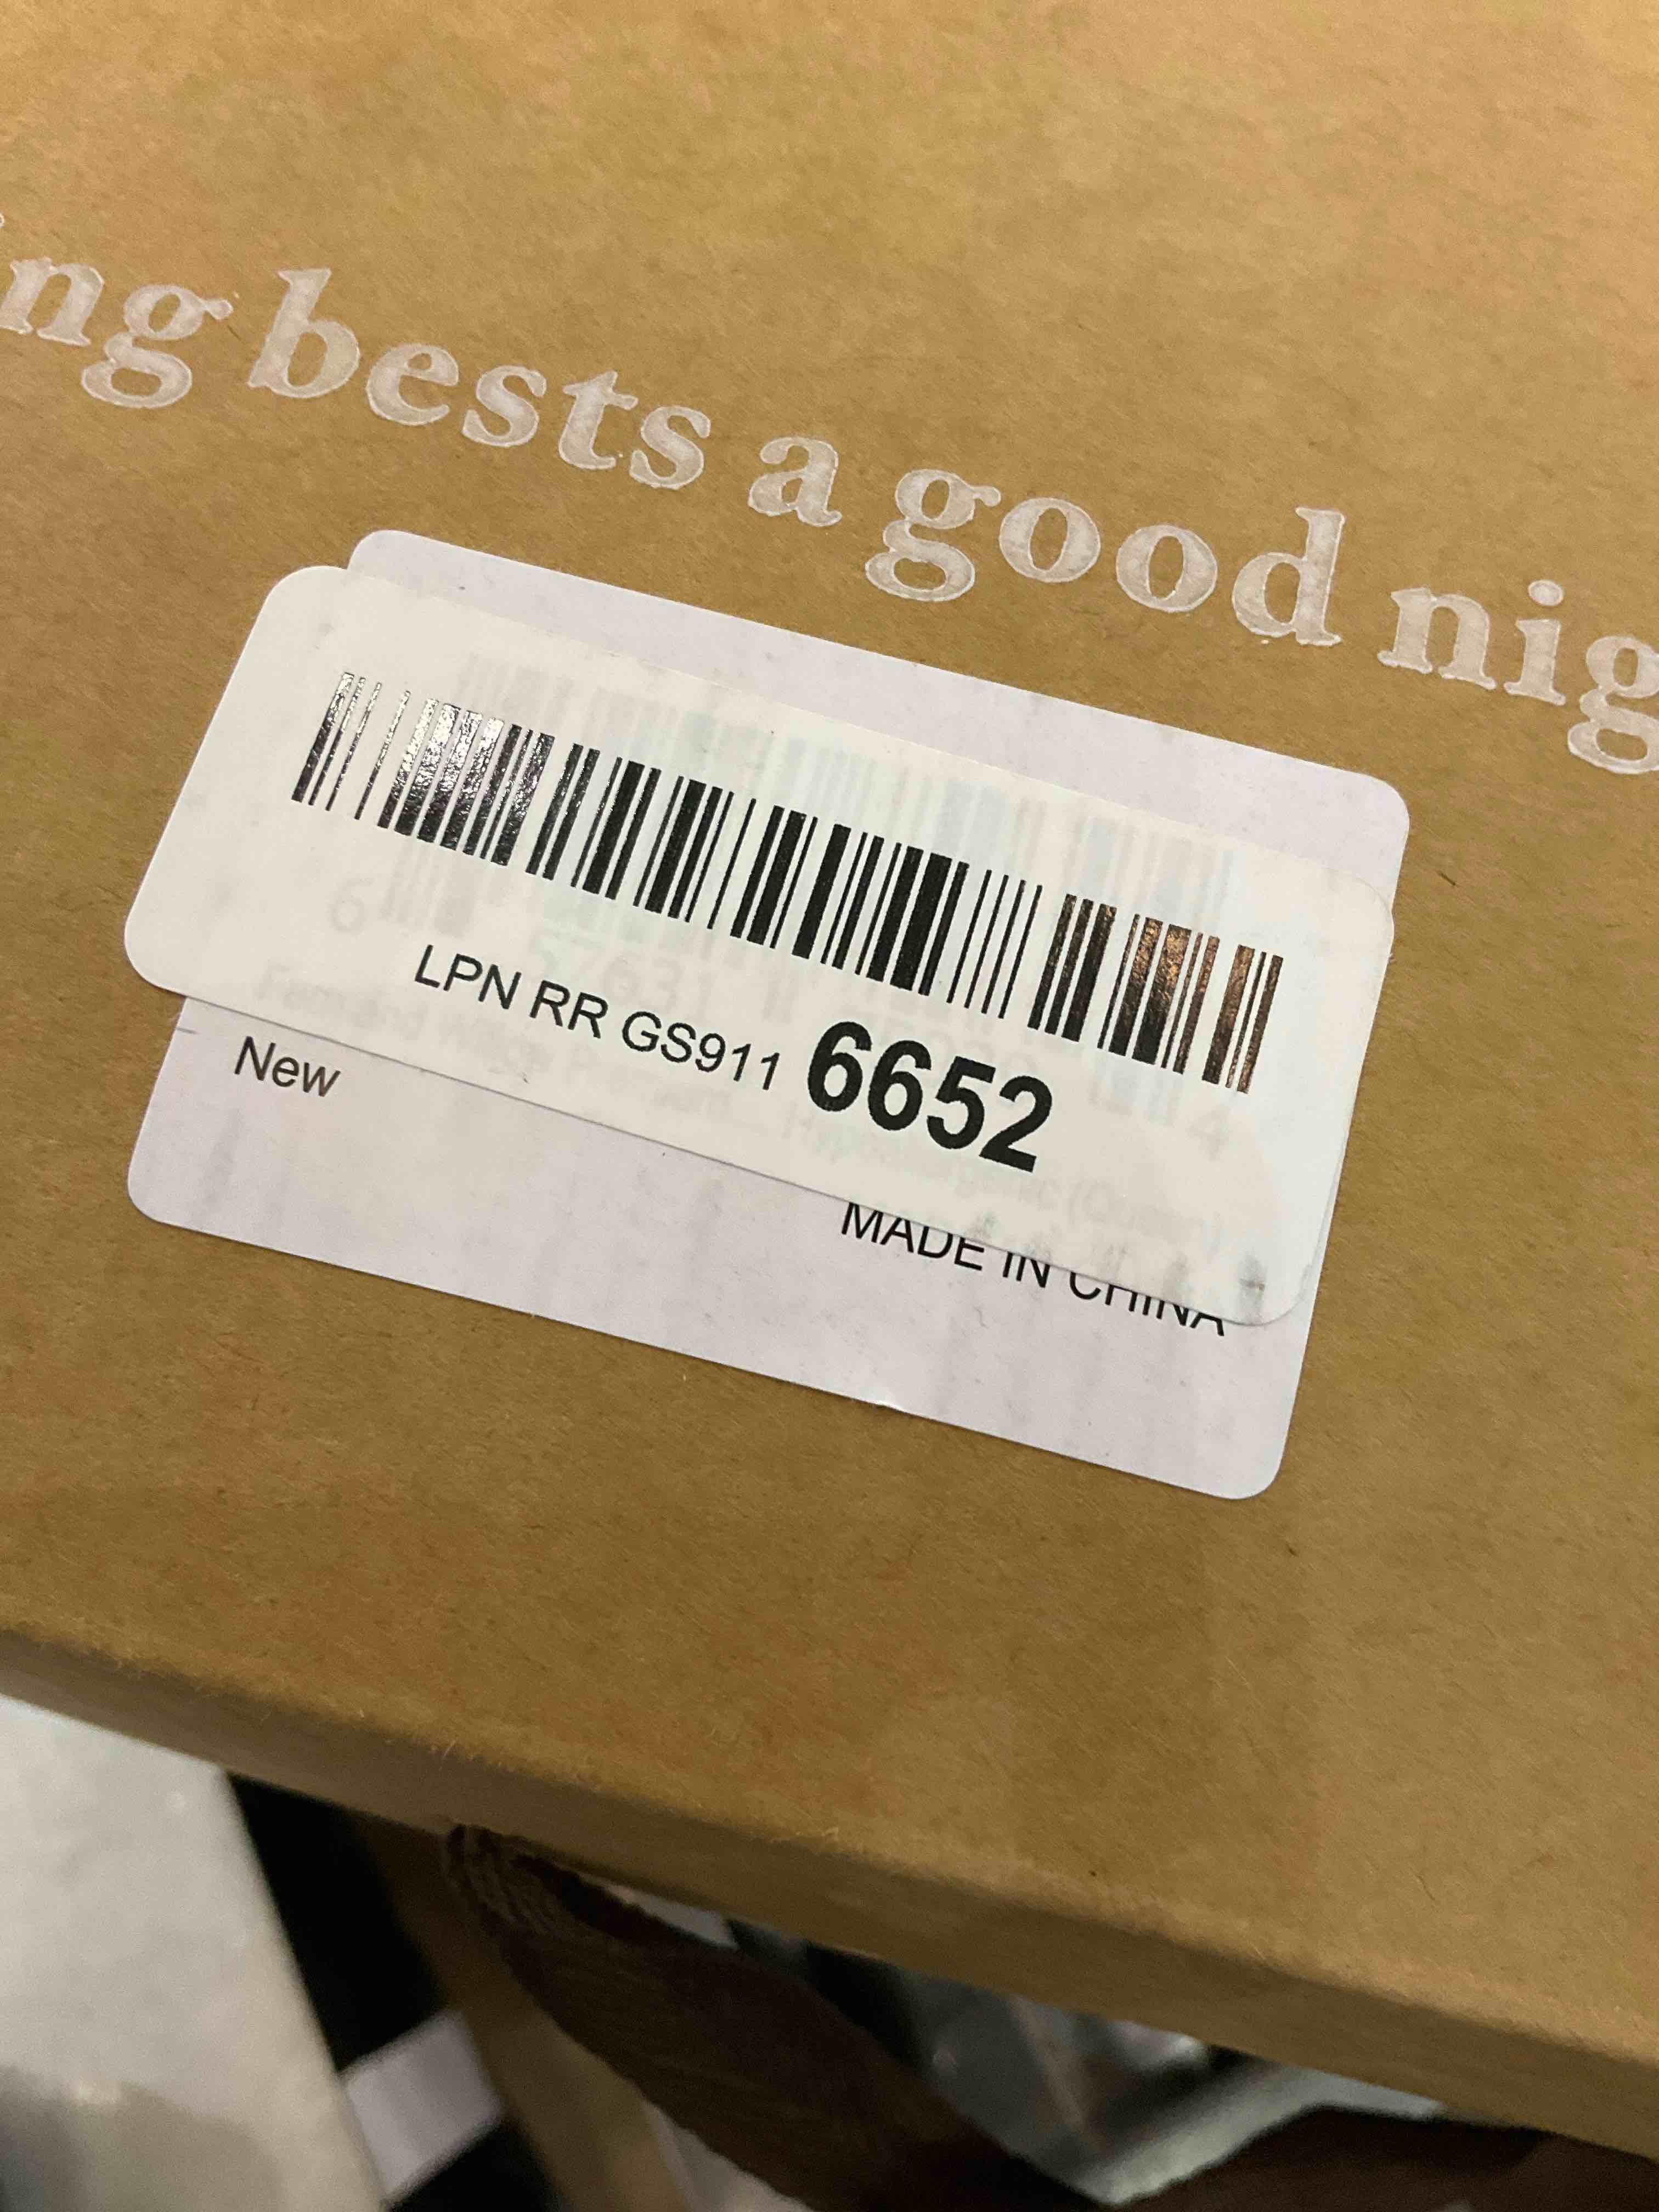 ng bests a good nig
LPN RR GS911 6652
New
MADE IN CHINA